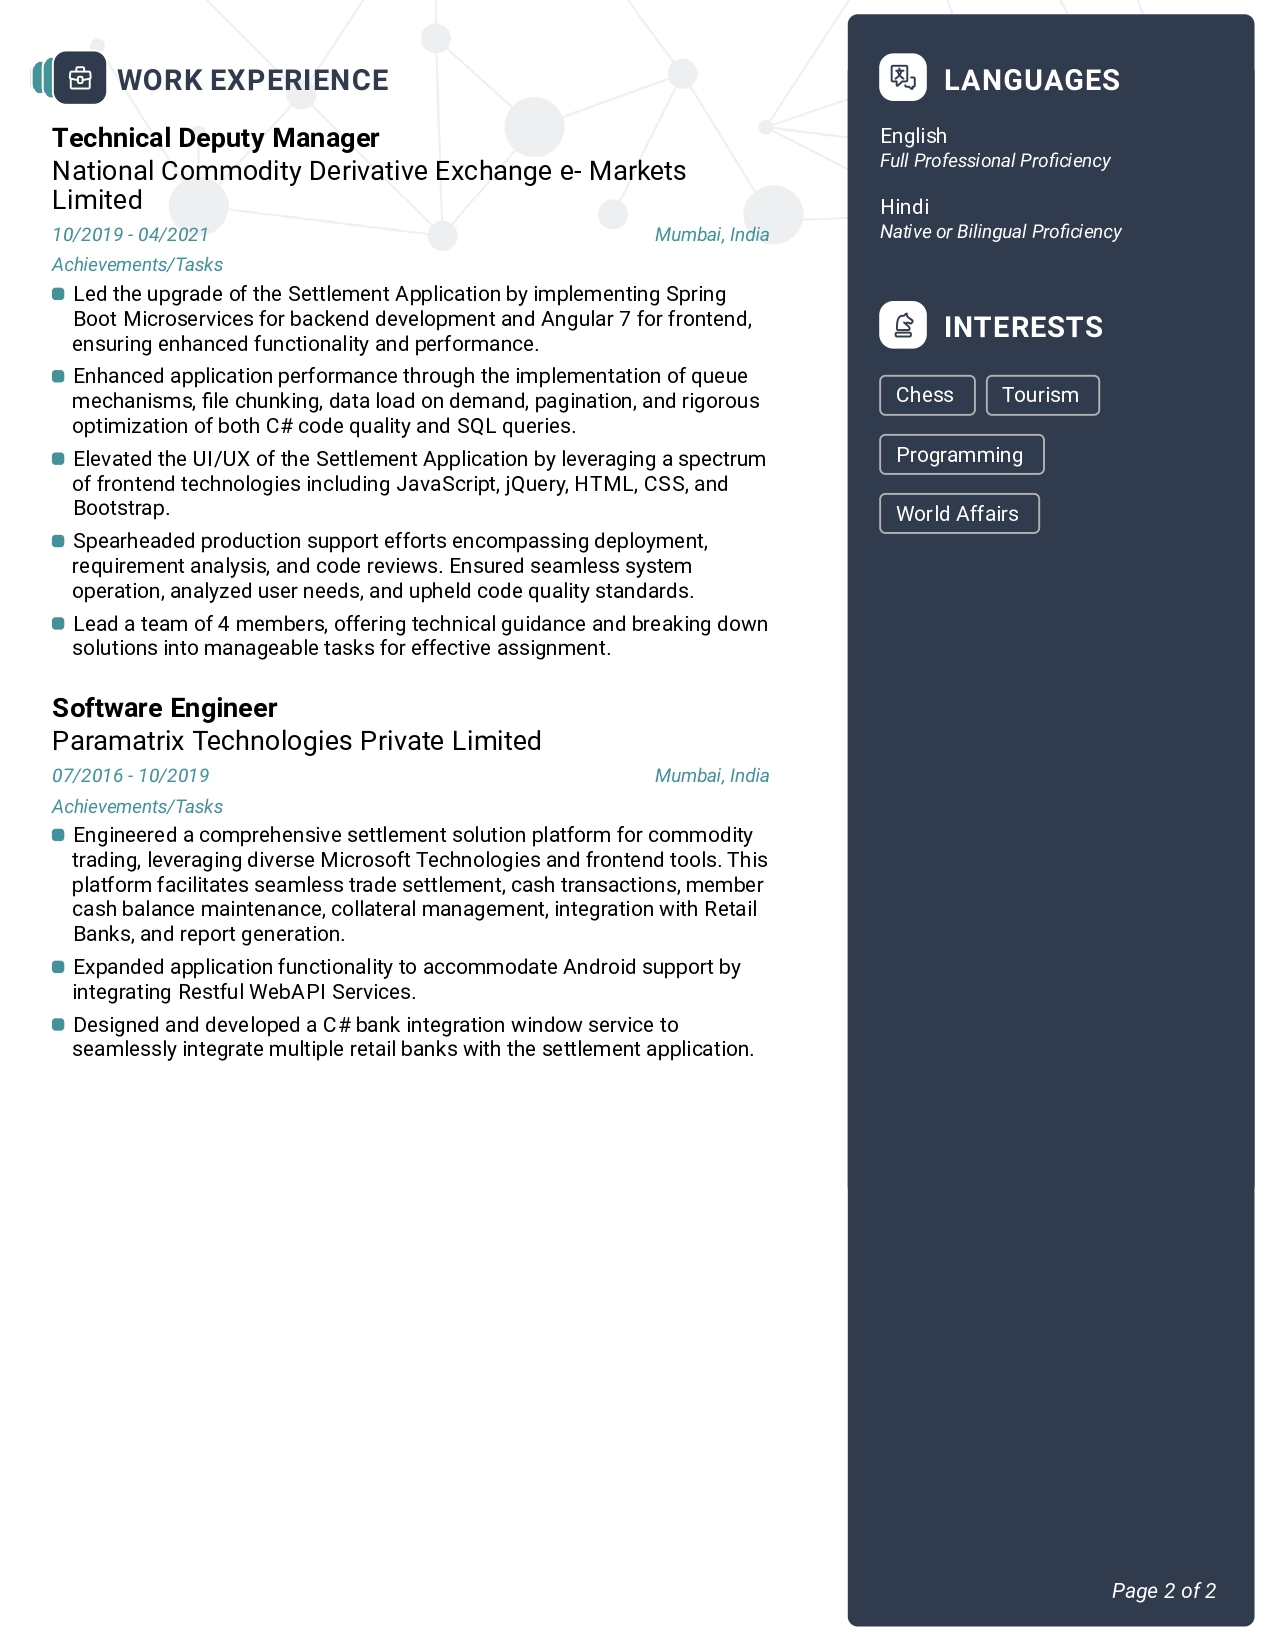 WORK EXPERIENCE
Technical Deputy Manager
National Commodity Derivative Exchange e- Markets
Limited
10/2019 - 04/2021
Mumbai, India
Achievements/Tasks
Led the upgrade of the Settlement Application by implementing Spring
Boot Microservices for backend development and Angular 7 for frontend,
ensuring enhanced functionality and performance.
Enhanced application performance through the implementation of queue
mechanisms, file chunking, data load on demand, pagination, and rigorous
optimization of both C# code quality and SQL queries.
Elevated the UI/UX of the Settlement Application by leveraging a spectrum
of frontend technologies including JavaScript, jQuery, HTML, CSS, and
Bootstrap.
Spearheaded production support efforts encompassing deployment,
requirement analysis, and code reviews. Ensured seamless system
operation, analyzed user needs, and upheld code quality standards.
Lead a team of 4 members, offering technical guidance and breaking down
solutions into manageable tasks for effective assignment.
Software Engineer
Paramatrix Technologies Private Limited
07/2016 - 10/2019
Mumbai, India
Achievements/Tasks
Engineered a comprehensive settlement solution platform for commodity
trading, leveraging diverse Microsoft Technologies and frontend tools. This
platform facilitates seamless trade settlement, cash transactions, member
cash balance maintenance, collateral management, integration with Retail
Banks, and report generation.
Expanded application functionality to accommodate Android support by
integrating Restful WebAPI Services.
Designed and developed a C# bank integration window service to
seamlessly integrate multiple retail banks with the settlement application.
LANGUAGES
English
Full Professional Proficiency
Hindi
Native or Bilingual Proficiency
INTERESTS
Chess
Tourism
Programming
World Affairs
Page 2 of 2